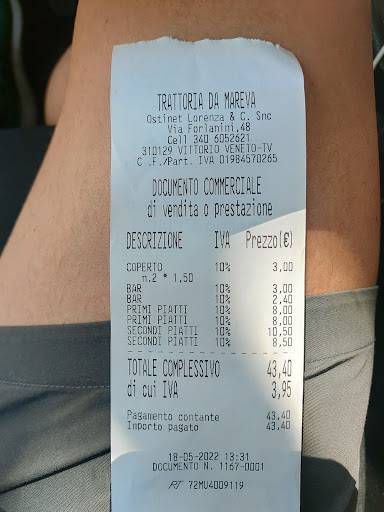 TRATTORIA DA MAREVA
Ostinet Lorenza & C. Snc
Via Forlanini,48
Cell 340 6052621
310129 VITTORIO VENETO-TV
C .F./Part. IVA 01984570265
DOCUMENTO COMMERCIALE
di vendita o prestazione
DESCRIZIONE IVA Prezzo(€)
COPERTO 10% 3,00
n.2 * 1,50
BAR 10% 3,00
BAR 10% 2,40
PRIMI PIATTI 10% 8,00
PRIMI PIATTI 10% 8,00
SECONDI PIATTI 10% 10,50
SECONDI PIATTI 10% 8,50
TOTALE COMPLESSIVO 43,40
di cui IVA 3,95
Pagamento contante 43,40
Importo pagato 43,40
18-05-2022 13:31
DOCUMENTO N. 1167-0001
RT 72MU4009119